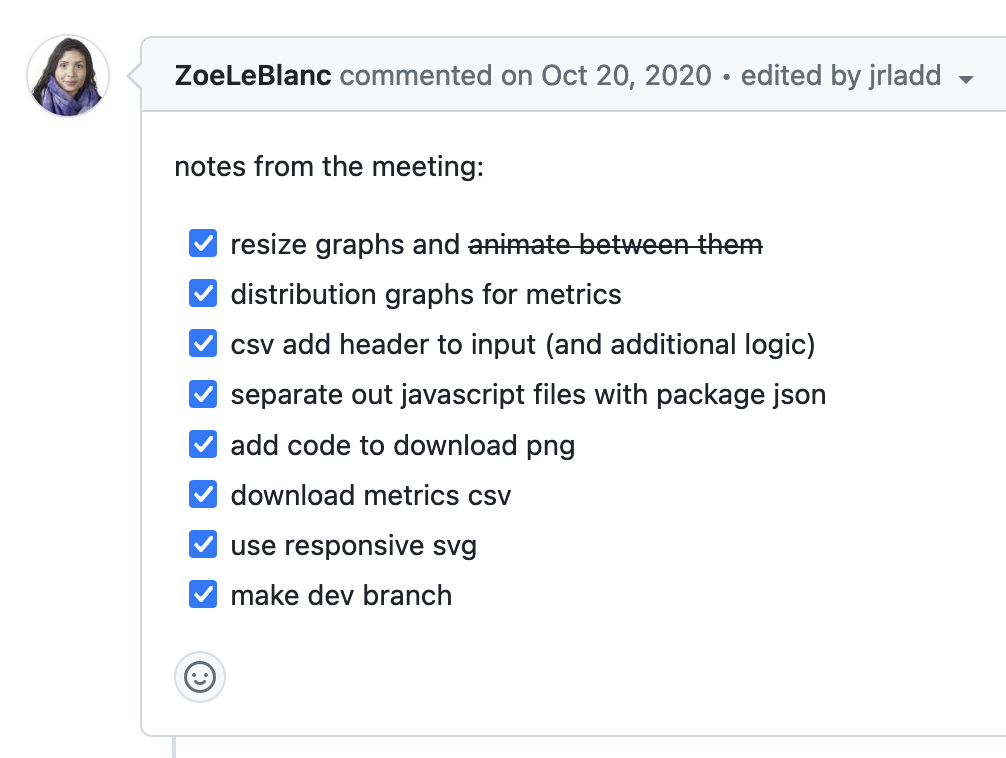 ZoeLeBlanc commented on Oct 20, 2020 • edited by jrladd
notes from the meeting:
resize graphs and animate between them
distribution graphs for metrics
csv add header to input (and additional logic)
separate out javascript files with package json
add code to download png
download metrics csv
use responsive svg
make dev branch